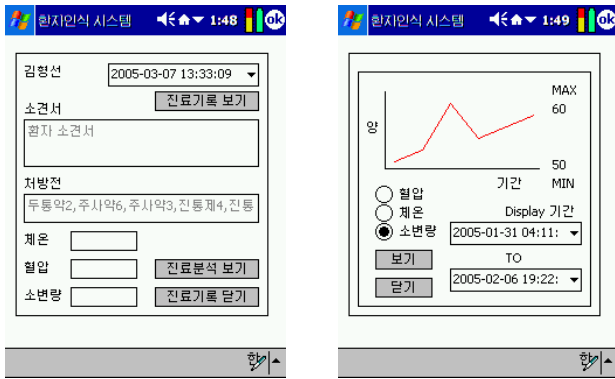 환자인식 시스템 1:48 ok
김형선 2005-03-07 13:33:09
진료기록 보기
소견서
환자 소견서
처방전
두통약2,주사약6,주사약3,진통제4,진통
체온
혈압 진료분석 보기
소변량 진료기록 닫기
한
환자인식 시스템 1:49 ok
MAX
60
양
50
기간 MIN
혈압
체온 Display 기간
소변량 2005-01-31 04:11:
보기 TO
닫기 2005-02-06 19:22:
한